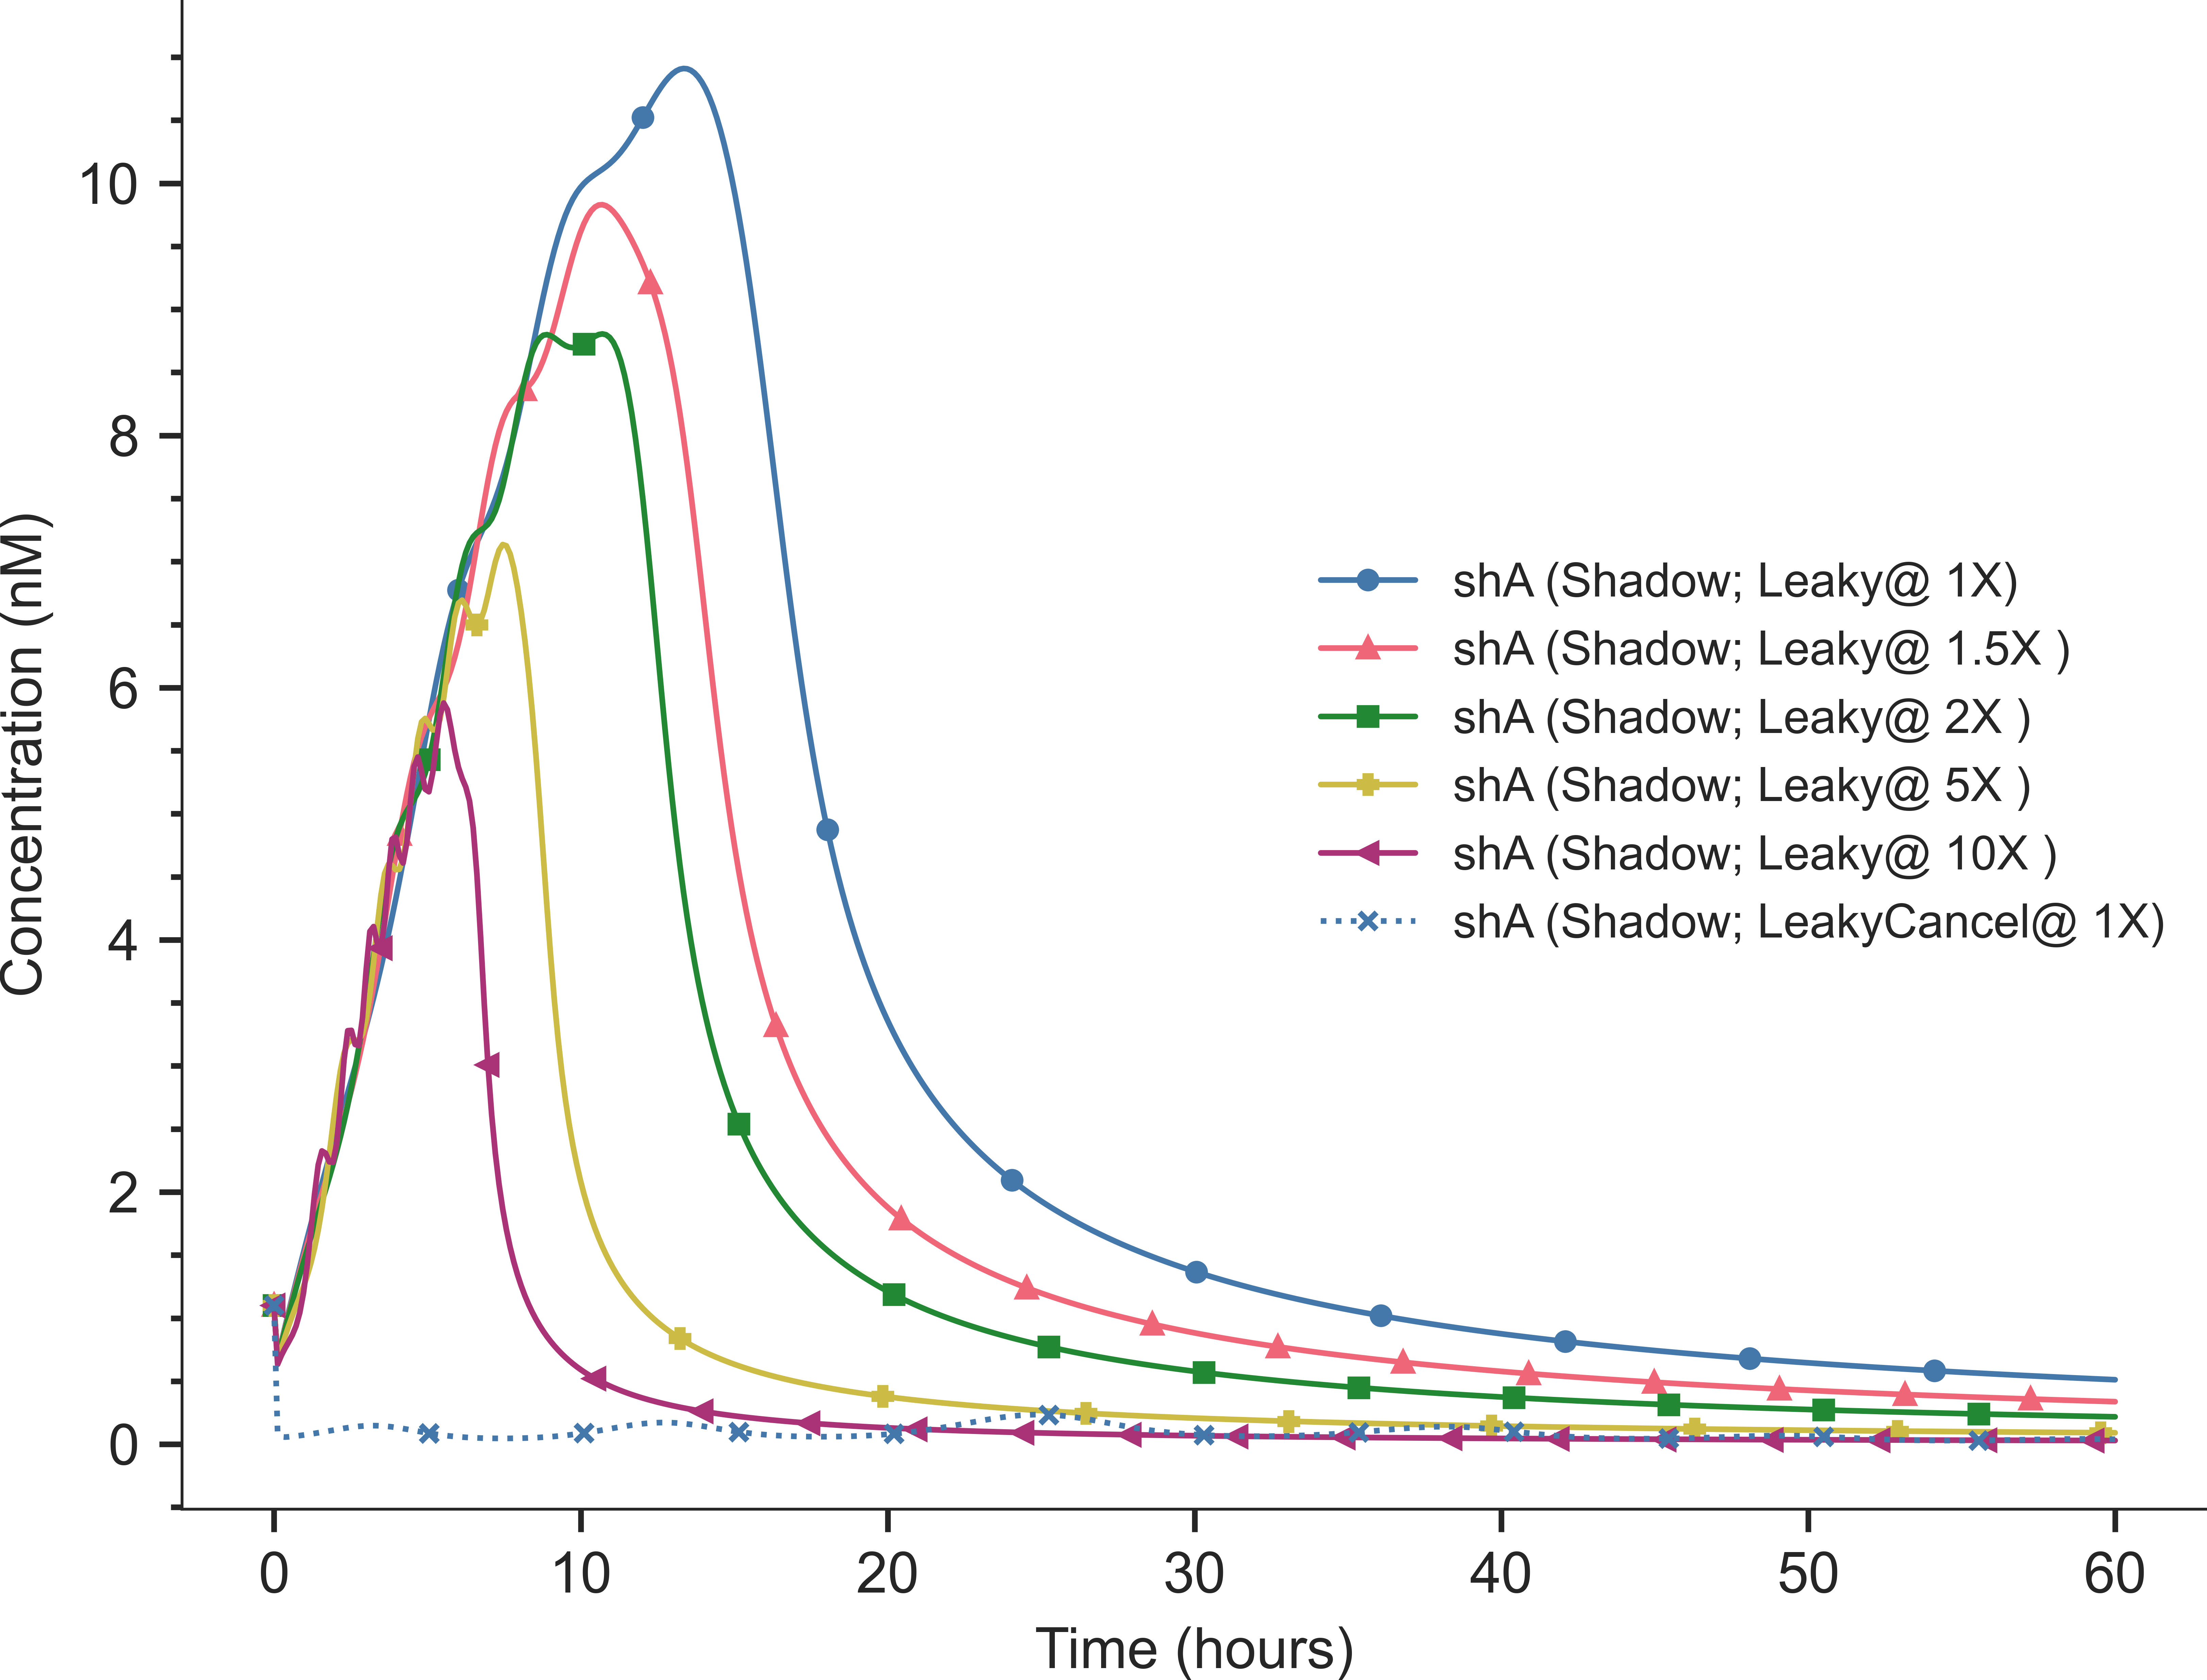 Concentration (nM)
10
8
6
4
2
0
shA (Shadow; Leaky@ 1X)
shA (Shadow; Leaky@ 1.5X )
shA (Shadow; Leaky@ 2X )
shA (Shadow; Leaky@ 5X )
shA (Shadow; Leaky@ 10X )
shA (Shadow; LeakyCancel@ 1X)
0 10 20 30 40 50 60
Time (hours)